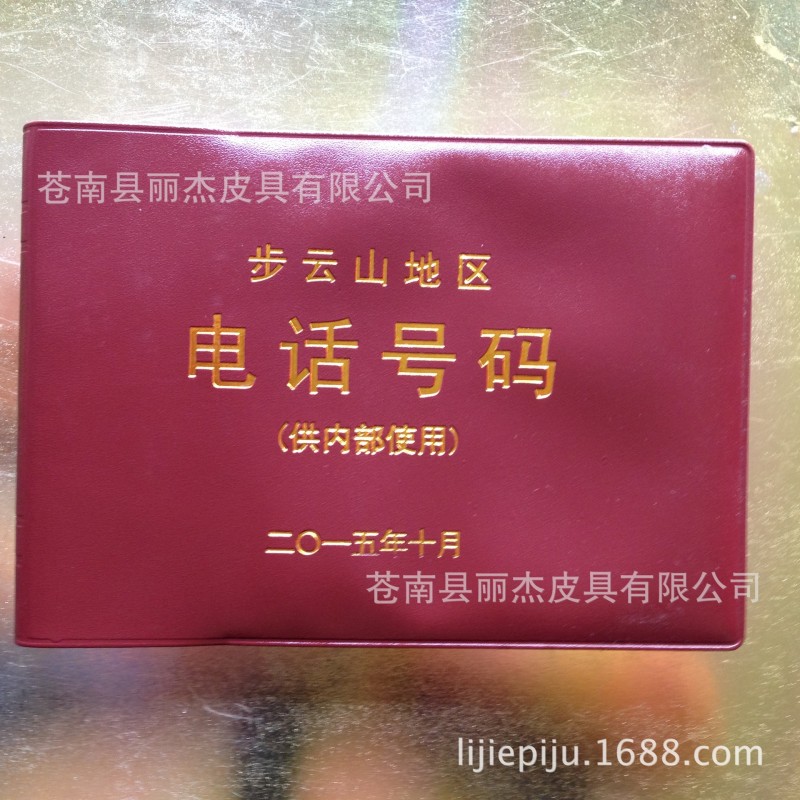 苍南县丽杰皮具有限公司
步云山地区
电话号码
(供内部使用)
二〇一五年十月
苍南县丽杰皮具有限公司
lijiepiju.1688.com